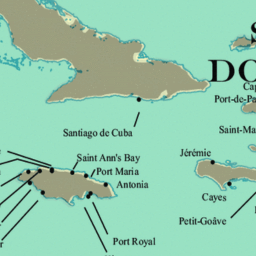 DO
Port-de-Pa
Santiago de Cuba
Saint-Ma
Saint Ann's Bay
Jérémie
Port Maria
Antonia
Cayes
Petit-Goâve
Port Royal